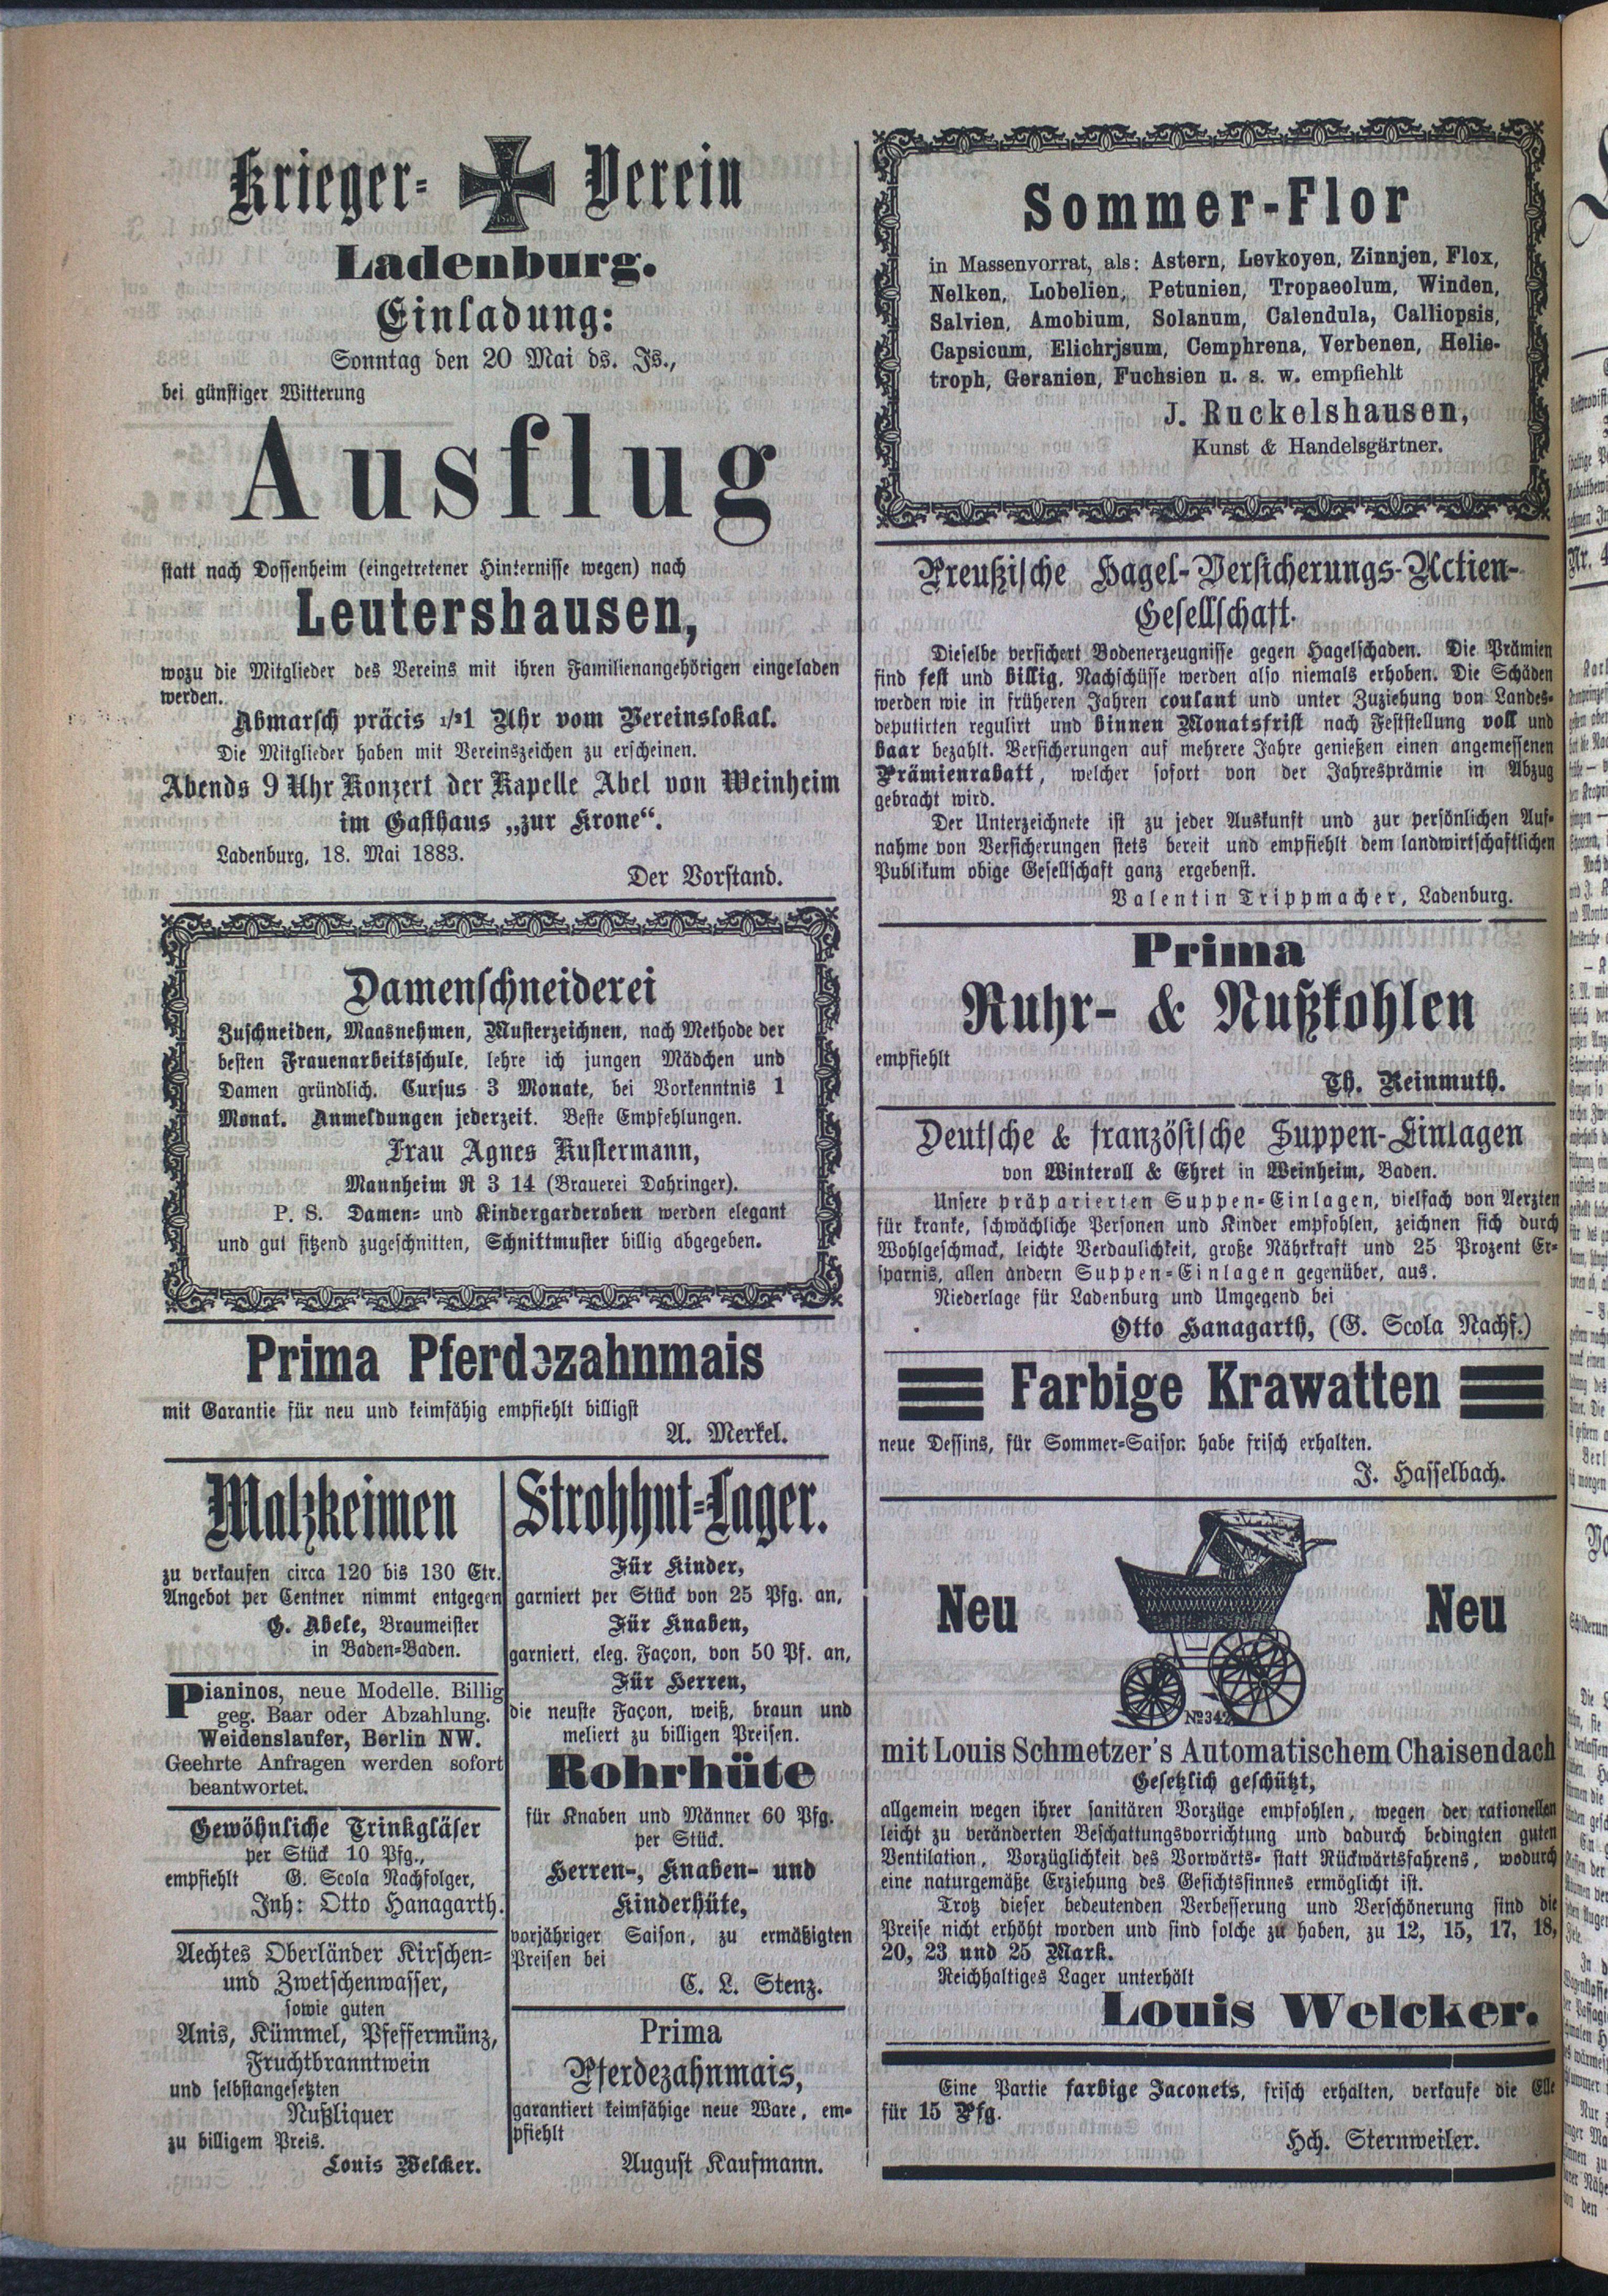 Krieger- Verein
Ladenburg.
Einladung:
Sonntag den 20 Mai ds. Js.,
bei günstiger Witterung
Ausflug
statt nach Dossenheim (eingetretener Hinternisse wegen) nach
Leutershausen,
wozu die Mitglieder des Vereins mit ihren Familienangehörigen eingeladen
werden.
Abmarsch präcis 1/21 Uhr vom Vereinslokal.
Die Mitglieder haben mit Vereinszeichen zu erscheinen.
Abends 9 Uhr Konzert der Kapelle Abel von Weinheim
im Gasthaus „zur Krone“.
Ladenburg, 18. Mai 1883.
Der Vorstand.
Damenschneiderei
Zuschneiden, Maasnehmen, Musterzeichnen, nach Methode der
besten Frauenarbeitsschule, lehre ich jungen Mädchen und
Damen gründlich. Cursus 3 Monate, bei Vorkenntnis 1
Monat. Anmeldungen jederzeit. Beste Empfehlungen.
Frau Agnes Kustermann,
Mannheim R 3 14 (Brauerei Dahringer).
P. S. Damen- und Kindergarderoben werden elegant
und gut sitzend zugeschnitten, Schnittmuster billig abgegeben.
Prima Pferdezahnmais
mit Garantie für neu und keimfähig empfiehlt billigst
A. Merkel.
Malzkeimen
zu verkaufen circa 120 bis 130 Ctr.
Angebot per Centner nimmt entgegen
G. Abele, Braumeister
in Baden-Baden.
Pianinos, neue Modelle. Billig
geg. Baar oder Abzahlung.
Weidenslaufer, Berlin NW.
Geehrte Anfragen werden sofort
beantwortet.
Gewöhnliche Trinkgläser
per Stück 10 Pfg.,
empfiehlt G. Scola Nachfolger,
Inh: Otto Hanagarth.
Aechtes Oberländer Kirschen-
und Zwetschenwasser,
sowie guten
Anis, Kümmel, Pfeffermünz,
Fruchtbranntwein
und selbstangesetzten
Nußliquer
zu billigem Preis.
Louis Welcker.
Strohhut-Lager.
Für Kinder,
garniert per Stück von 25 Pfg. an,
Für Knaben,
garniert, eleg. Façon, von 50 Pf. an,
Für Herren,
die neuste Façon, weiß, braun und
meliert zu billigen Preisen.
Rohrhüte
für Knaben und Männer 60 Pfg.
per Stück.
Herren-, Knaben- und
Kinderhüte,
vorjähriger Saison, zu ermäßigten
Preisen bei
C. L. Stenz.
Prima
Pferdezahnmais,
garantiert keimfähige neue Ware, em-
pfiehlt
August Kaufmann.
Sommer-Flor
in Massenvorrat, als: Astern, Levkoyen, Zinnjen, Flox,
Nelken, Lobelien, Petunien, Tropaeolum, Winden,
Salvien, Amobium, Solanum, Calendula, Calliopsis,
Capsicum, Elichrjsum, Cemphrena, Verbenen, Helie-
troph, Geranien, Fuchsien u. s. w. empfiehlt
J. Ruckelshausen,
Kunst & Handelsgärtner.
Preußische Hagel-Versicherungs-Actien-
Gesellschaft.
Dieselbe versichert Bodenerzeugnisse gegen Hagelschaden. Die Prämien
sind fest und billig, Nachschüsse werden also niemals erhoben. Die Schäden
werden wie in früheren Jahren coulant und unter Zuziehung von Landes-
deputirten regulirt und binnen Monatsfrist nach Feststellung voll und
baar bezahlt. Versicherungen auf mehrere Jahre genießen einen angemessenen
Prämienrabatt, welcher sofort von der Jahresprämie in Abzug
gebracht wird.
Der Unterzeichnete ist zu jeder Auskunft und zur persönlichen Auf-
nahme von Versicherungen stets bereit und empfiehlt dem landwirtschaftlichen
Publikum obige Gesellschaft ganz ergebenst.
Valentin Trippmacher, Ladenburg.
Prima
Ruhr- & Nußkohlen
empfiehlt
Th. Reinmuth.
Deutsche & französische Suppen-Einlagen
von Winteroll & Ehret in Weinheim, Baden.
Unsere präparierten Suppen-Einlagen, vielfach von Aerzten
für kranke, schwächliche Personen und Kinder empfohlen, zeichnen sich durch
Wohlgeschmack, leichte Verdaulichkeit, große Nährkraft und 25 Prozent Er-
sparnis, allen andern Suppen-Einlagen gegenüber, aus.
Niederlage für Ladenburg und Umgegend bei
Otto Hanagarth, (G. Scola Nachf.)
Farbige Krawatten
neue Dessins, für Sommer-Saison habe frisch erhalten.
J. Hasselbach.
Neu Neu
No 342
mit Louis Schmetzer's Automatischem Chaisendach
Gesetzlich geschützt,
allgemein wegen ihrer sanitären Vorzüge empfohlen, wegen der rationellen
leicht zu veränderten Beschattungsvorrichtung und dadurch bedingten guten
Ventilation, Vorzüglichkeit des Vorwärts- statt Rückwärtsfahrens, wodurch
eine naturgemäße Erziehung des Gesichtssinnes ermöglicht ist.
Trotz dieser bedeutenden Verbesserung und Verschönerung sind die
Preise nicht erhöht worden und sind solche zu haben, zu 12, 15, 17, 18,
20, 23 und 25 Mark.
Reichhaltiges Lager unterhält
Louis Welcker.
Eine Partie farbige Jaconets, frisch erhalten, verkaufe die Elle
für 15 Pfg.
Hch. Sternweiler.